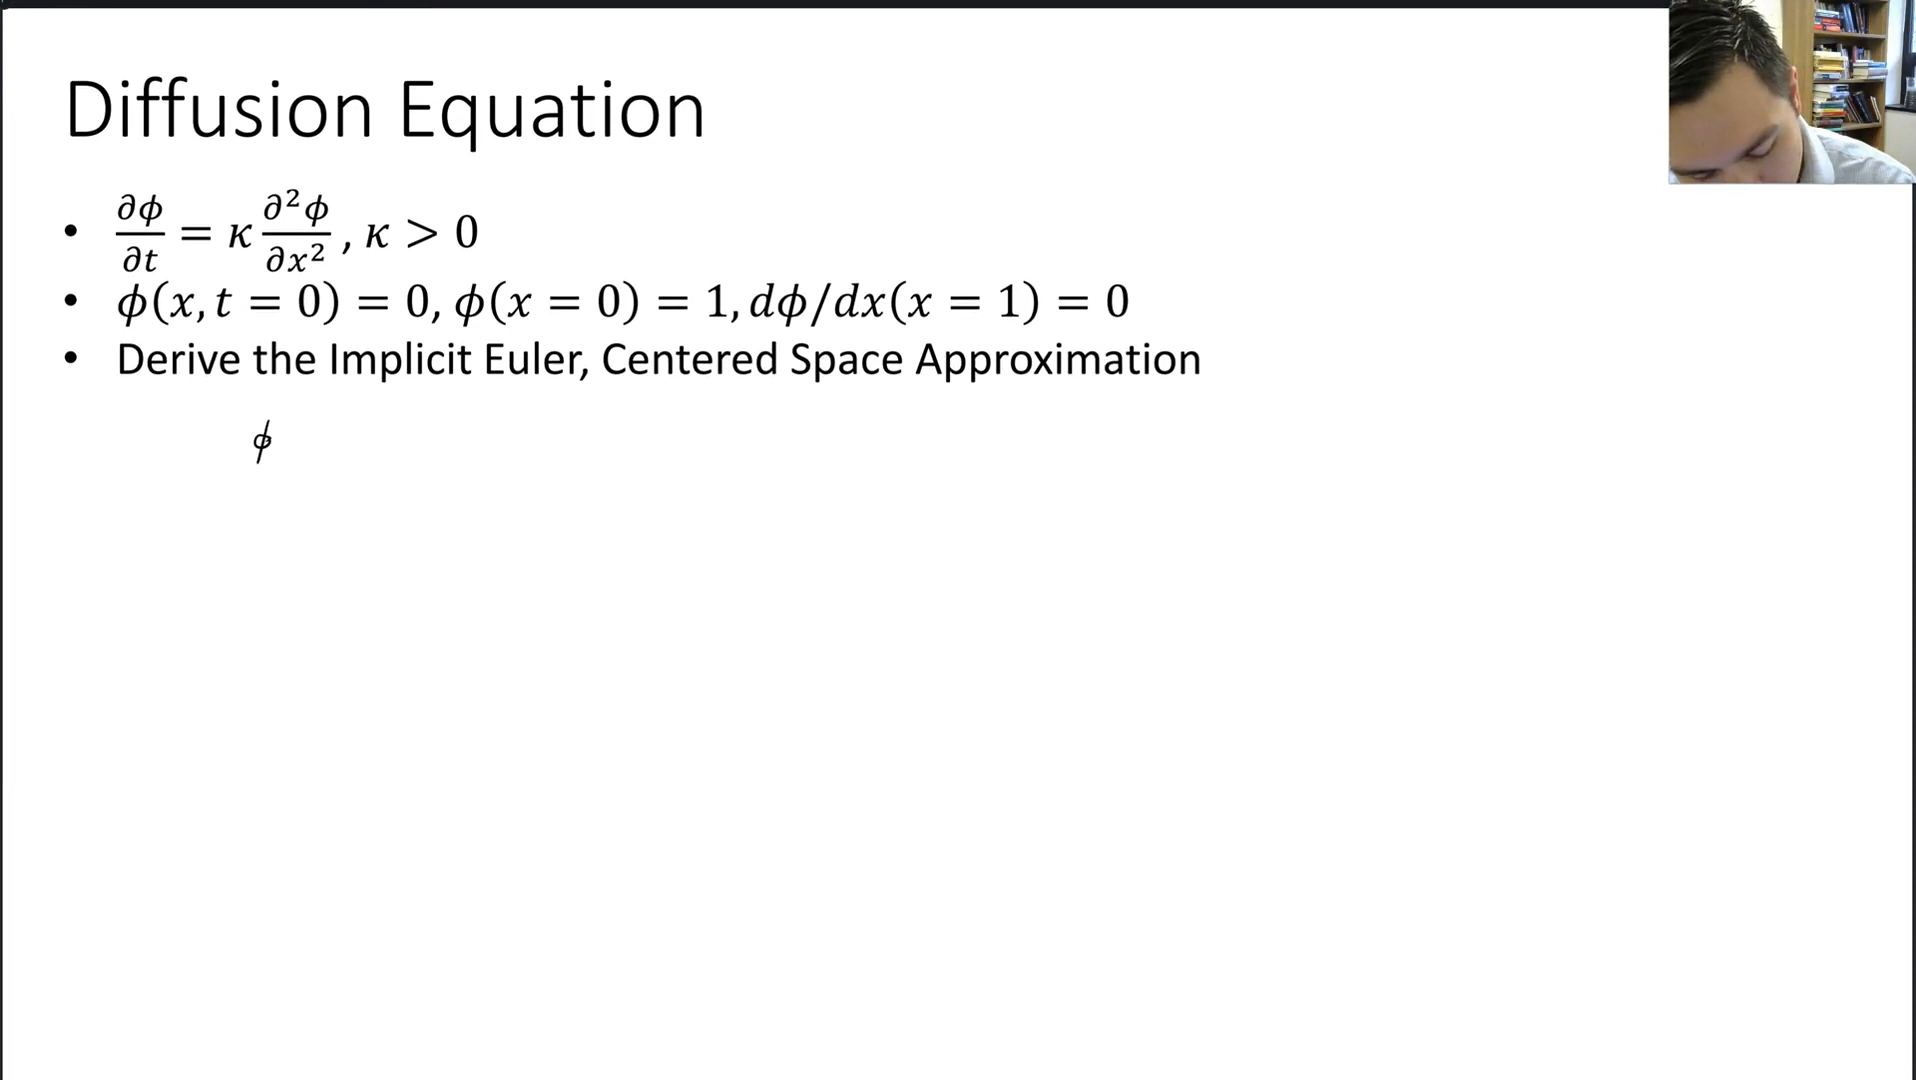 Diffusion Equation
• ∂ϕ/∂t = κ ∂²ϕ/∂x², κ > 0
• ϕ(x, t = 0) = 0, ϕ(x = 0) = 1, dϕ/dx(x = 1) = 0
• Derive the Implicit Euler, Centered Space Approximation
ϕ